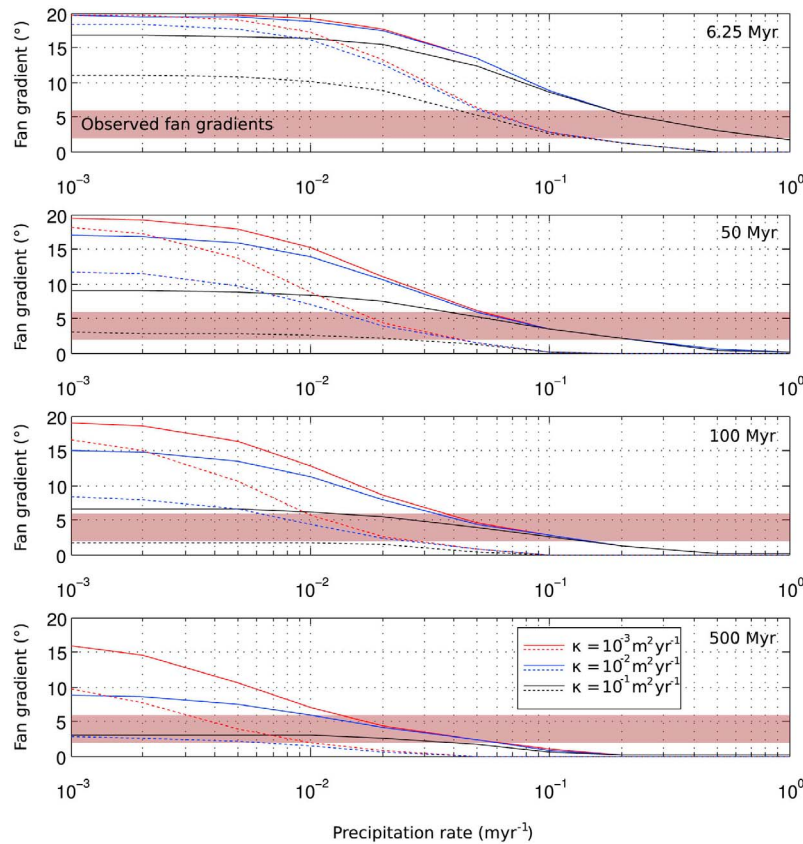 Fan gradient (°)
20
15
10
5
0
6.25 Myr
Observed fan gradients
10⁻³
10⁻²
10⁻¹
10⁰
Fan gradient (°)
20
15
10
5
0
50 Myr
10⁻³
10⁻²
10⁻¹
10⁰
Fan gradient (°)
20
15
10
5
0
100 Myr
10⁻³
10⁻²
10⁻¹
10⁰
Fan gradient (°)
20
15
10
5
0
500 Myr
κ = 10⁻³ m² yr⁻¹
κ = 10⁻² m² yr⁻¹
κ = 10⁻¹ m² yr⁻¹
10⁻³
10⁻²
10⁻¹
10⁰
Precipitation rate (myr⁻¹)